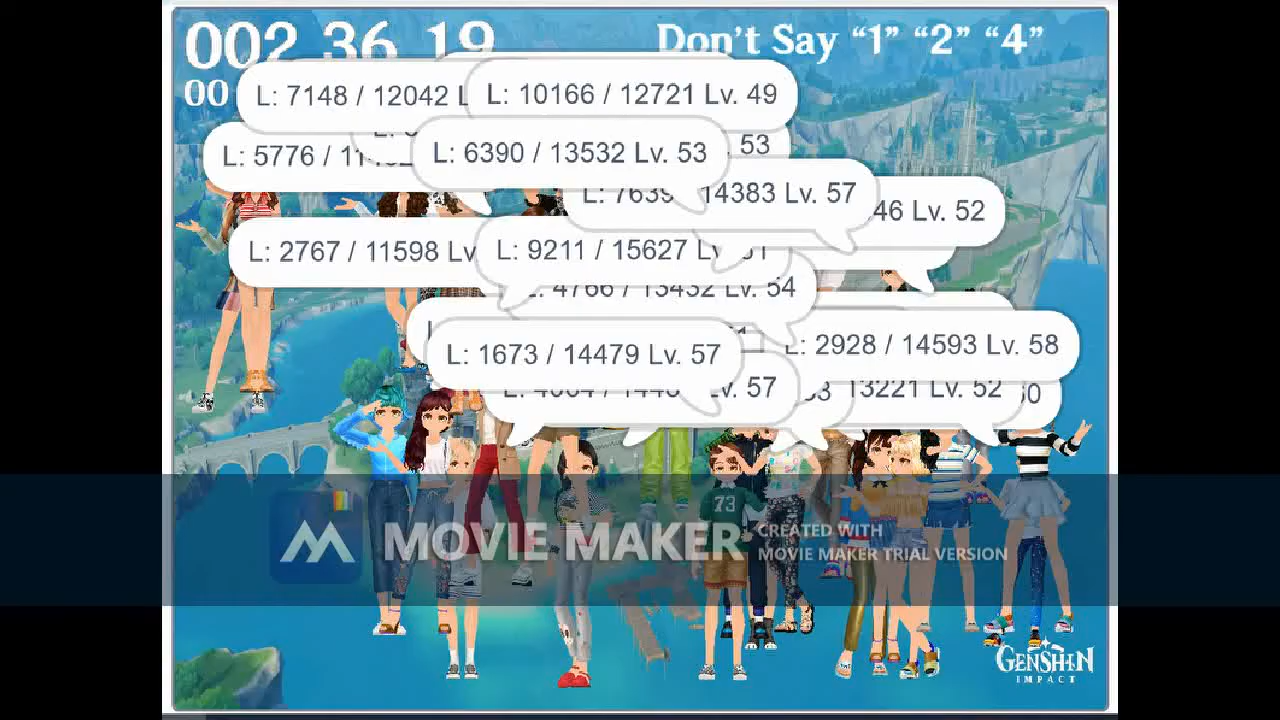 002 36 19
Don't Say “1” “2” “4”
00
L: 7148 / 12042 L
L: 10166 / 12721 Lv. 49
L: 5776 / 11
L: 6390 / 13532 Lv. 53
. 53
L: 7639 14383 Lv. 57
46 Lv. 52
L: 2767 / 11598 Lv
L: 9211 / 15627 Lv
4766 / 13432 Lv. 54
L: 1673 / 14479 Lv. 57
L: 2928 / 14593 Lv. 58
v. 57
13221 Lv. 52
73
MOVIE MAKER
CREATED WITH
MOVIE MAKER TRIAL VERSION
GENSHIN
IMPACT